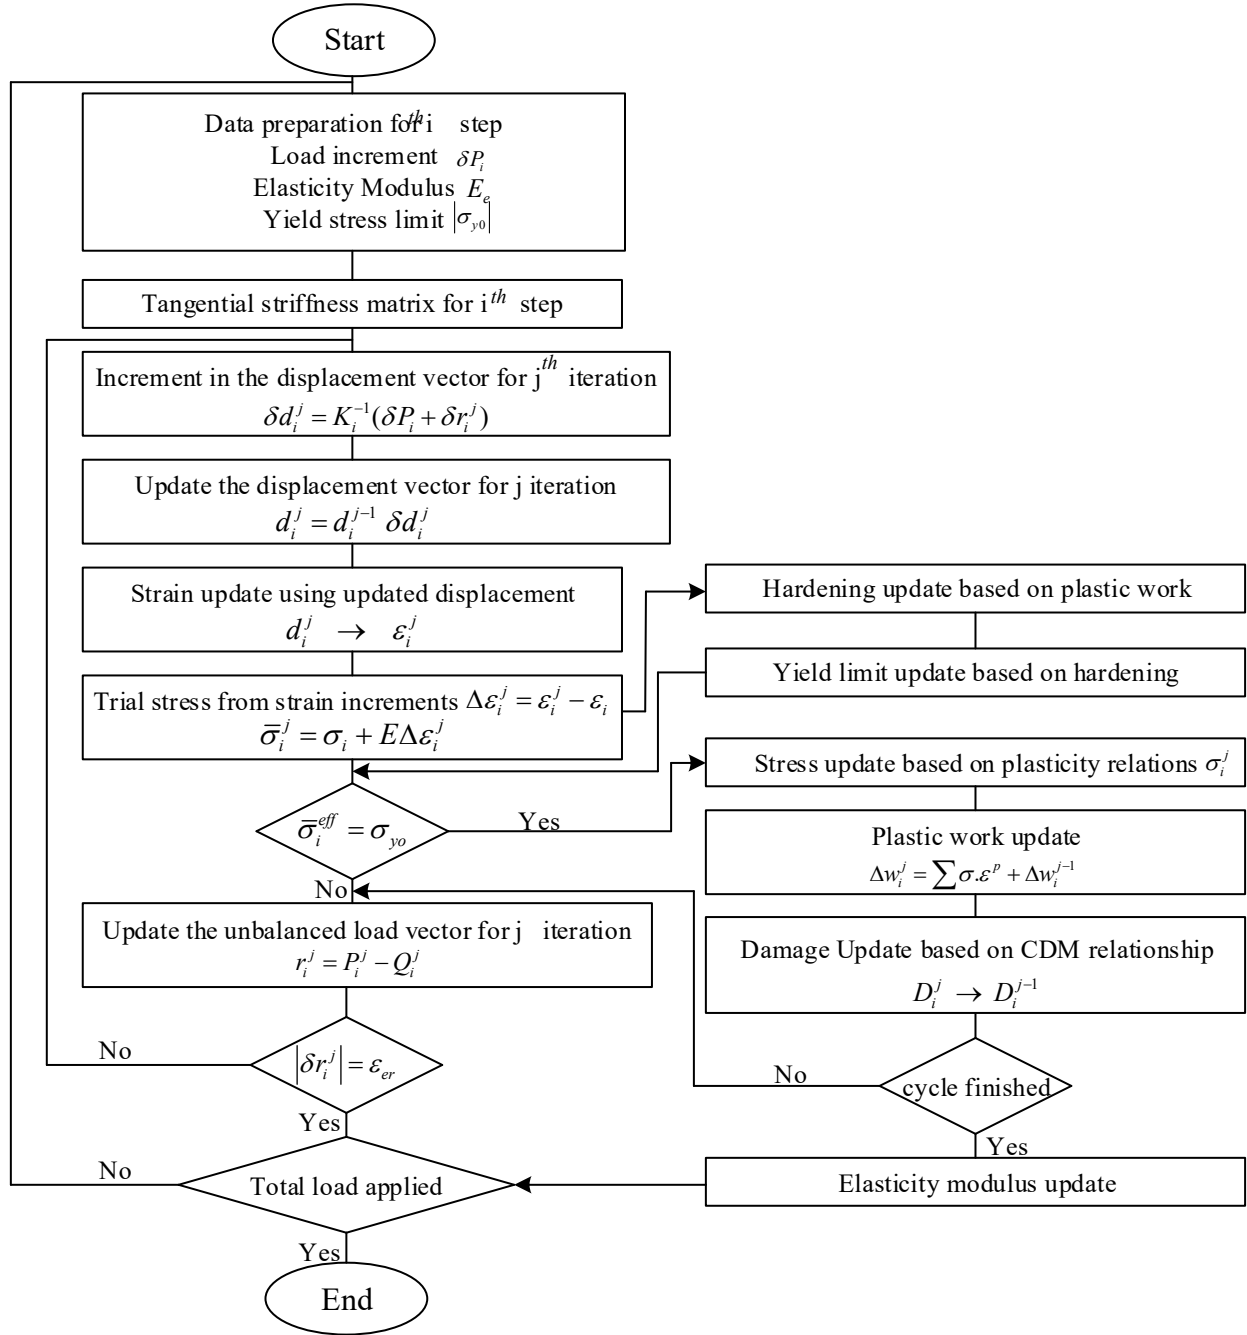 Start
Data preparation for i^{th} step
Load increment δP_i
Elasticity Modulus E_e
Yield stress limit |σ_{y0}|
Tangential striffness matrix for i^{th} step
Increment in the displacement vector for j^{th} iteration
δd_i^j = K_i^{-1}(δP_i + δr_i^j)
Update the displacement vector for j iteration
d_i^j = d_i^{j-1} δd_i^j
Strain update using updated displacement
d_i^j → ε_i^j
Trial stress from strain increments Δε_i^j = ε_i^j − ε_i
σ̅_i^j = σ_i + EΔε_i^j
Hardening update based on plastic work
Yield limit update based on hardening
σ̅_i^{eff} = σ_{yo}
Yes
No
Stress update based on plasticity relations σ_i^j
Plastic work update
Δw_i^j = ∑σ.ε^p + Δw_i^{j-1}
Damage Update based on CDM relationship
D_i^j → D_i^{j-1}
cycle finished
No
Yes
Elasticity modulus update
Update the unbalanced load vector for j iteration
r_i^j = P_i^j − Q_i^j
|δr_i^j| = ε_{er}
No
Yes
Total load applied
No
Yes
End